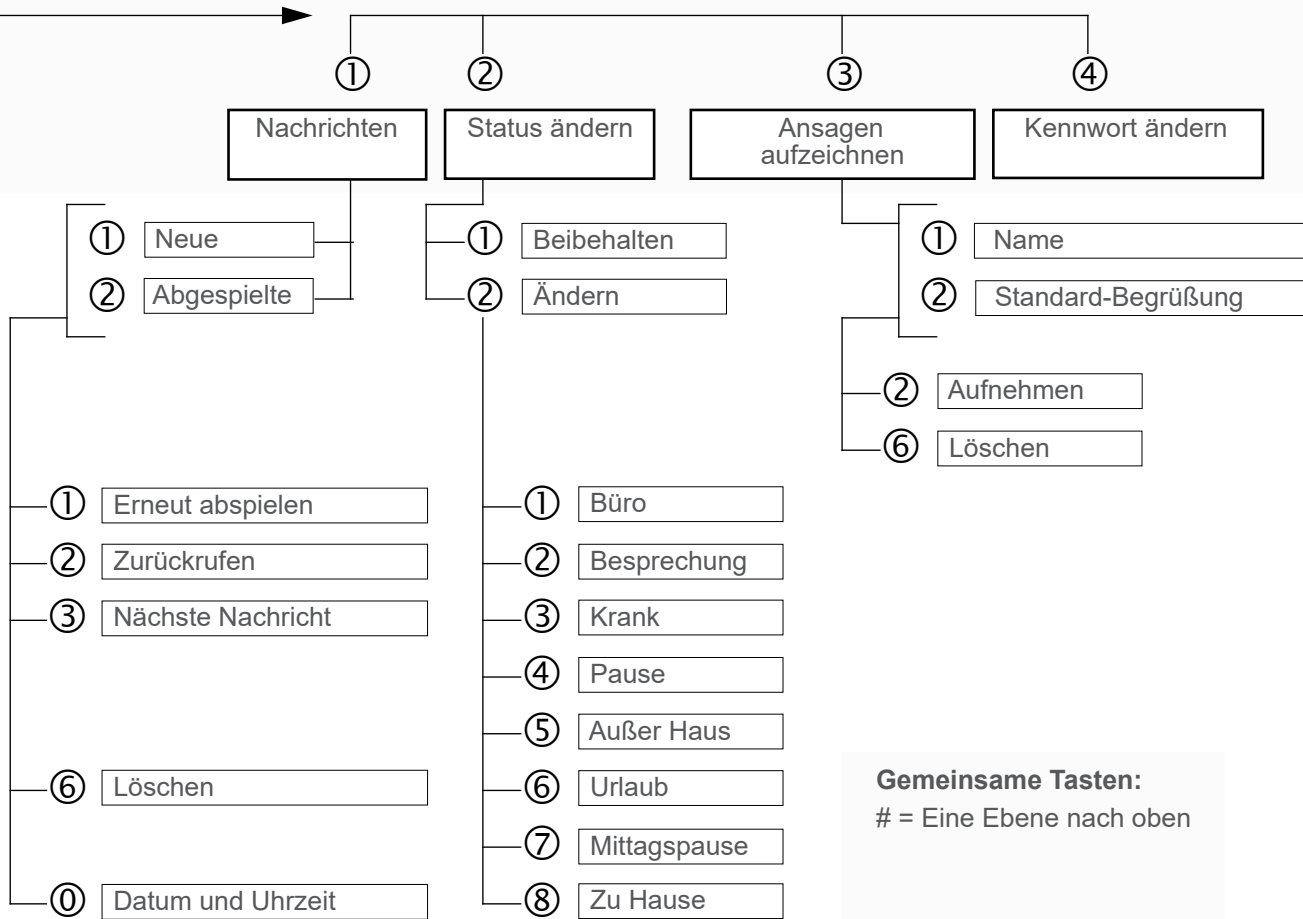 ① ② ③ ④
Nachrichten
Status ändern
Ansagen
aufzeichnen
Kennwort ändern
① Neue
② Abgespielte
① Erneut abspielen
② Zurückrufen
③ Nächste Nachricht
⑥ Löschen
⓪ Datum und Uhrzeit
① Beibehalten
② Ändern
① Büro
② Besprechung
③ Krank
④ Pause
⑤ Außer Haus
⑥ Urlaub
⑦ Mittagspause
⑧ Zu Hause
① Name
② Standard-Begrüßung
② Aufnehmen
⑥ Löschen
Gemeinsame Tasten:
# = Eine Ebene nach oben